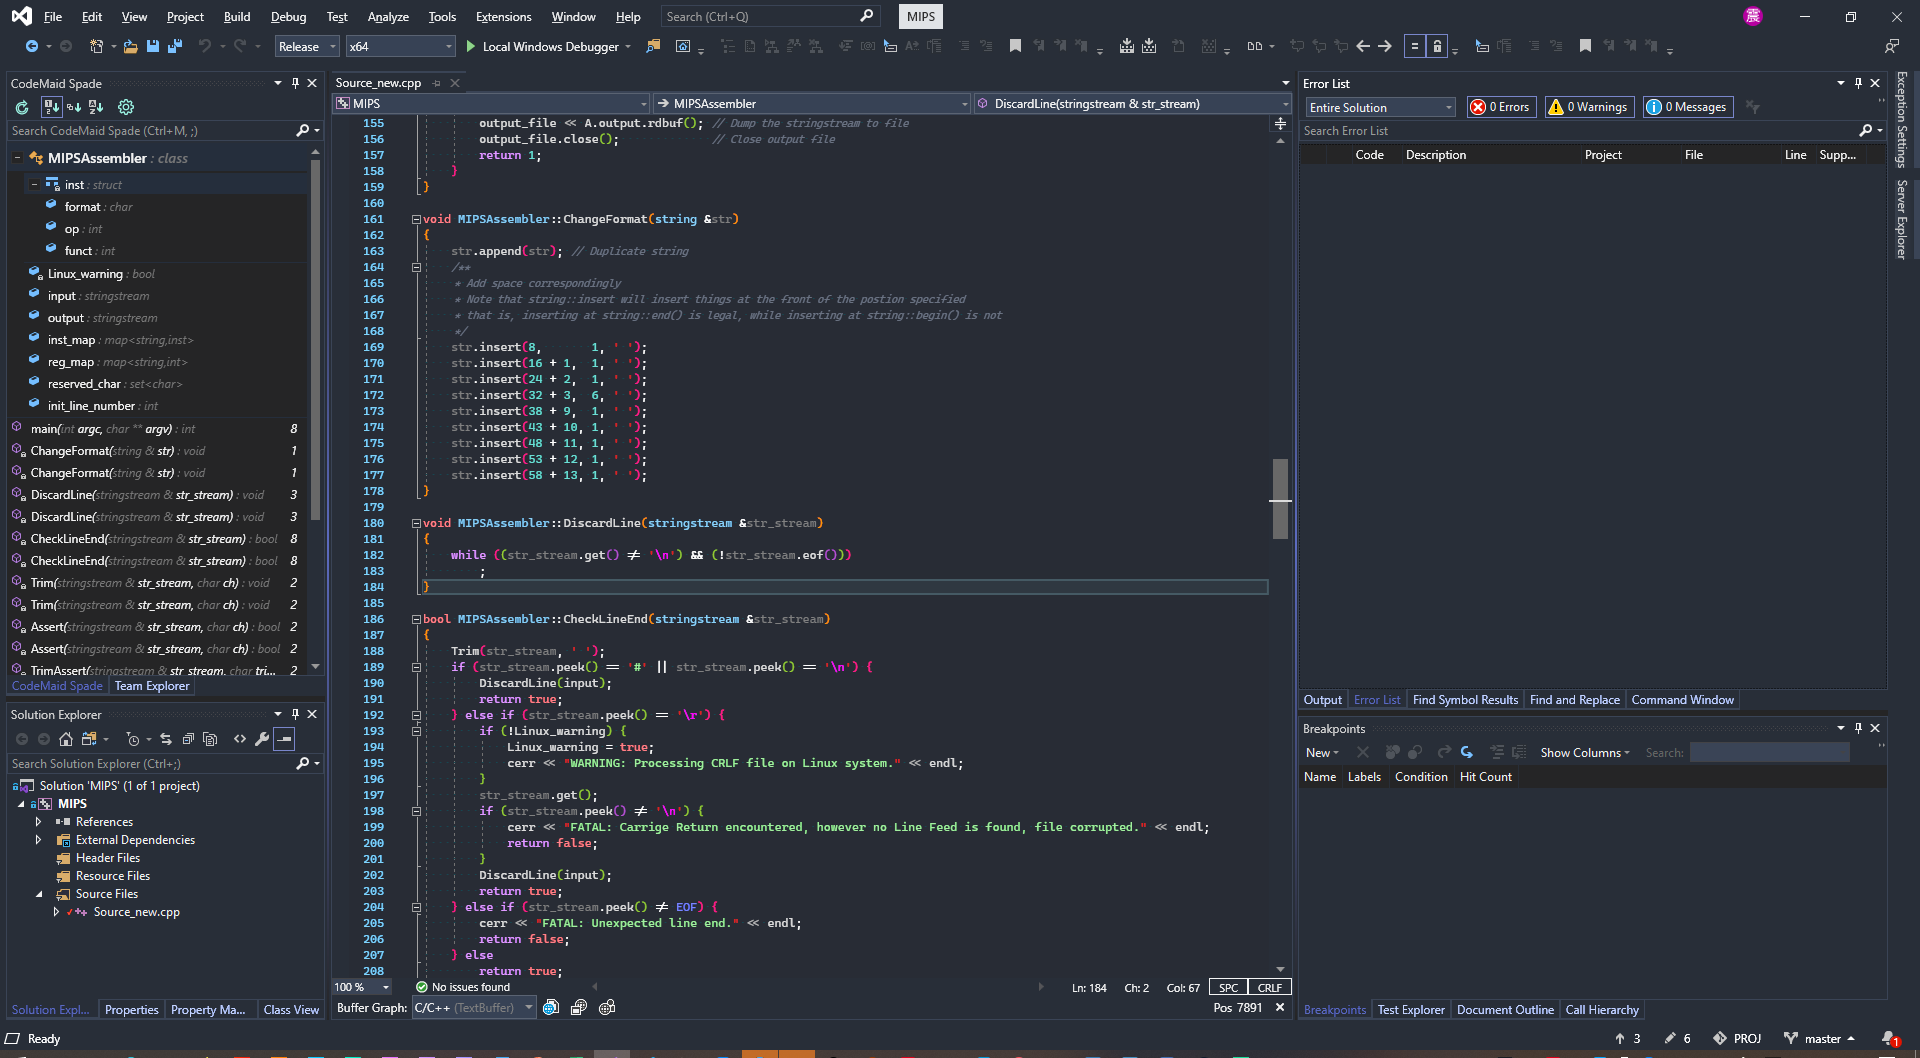 File Edit View Project Build Debug Test Analyze Tools Extensions Window Help Search (Ctrl+Q) MIPS
Release x64 Local Windows Debugger
CodeMaid Spade
Search CodeMaid Spade (Ctrl+M, ;)
MIPSAssembler : class
inst : struct
format : char
op : int
funct : int
Linux_warning : bool
input : stringstream
output : stringstream
inst_map : map<string,inst>
reg_map : map<string,int>
reserved_char : set<char>
init_line_number : int
main(int argc, char ** argv) : int 8
ChangeFormat(string & str) : void 1
ChangeFormat(string & str) : void 1
DiscardLine(stringstream & str_stream) : void 3
DiscardLine(stringstream & str_stream) : void 3
CheckLineEnd(stringstream & str_stream) : bool 8
CheckLineEnd(stringstream & str_stream) : bool 8
Trim(stringstream & str_stream, char ch) : void 2
Trim(stringstream & str_stream, char ch) : void 2
Assert(stringstream & str_stream, char ch) : bool 2
Assert(stringstream & str_stream, char ch) : bool 2
TrimAssert(stringstream & str_stream, char tri... 2
CodeMaid Spade Team Explorer
Solution Explorer
Search Solution Explorer (Ctrl+;)
Solution 'MIPS' (1 of 1 project)
MIPS
References
External Dependencies
Header Files
Resource Files
Source Files
Source_new.cpp
Solution Expl... Properties Property Ma... Class View
Source_new.cpp
MIPS MIPSAssembler DiscardLine(stringstream & str_stream)
155 output_file << A.output.rdbuf(); // Dump the stringstream to file
156 output_file.close(); // Close output file
157 return 1;
158 }
159 }
160
161 void MIPSAssembler::ChangeFormat(string &str)
162 {
163 str.append(str); // Duplicate string
164 /**
165 * Add space correspondingly
166 * Note that string::insert will insert things at the front of the postion specified
167 * that is, inserting at string::end() is legal, while inserting at string::begin() is not
168 */
169 str.insert(8, 1, ' ');
170 str.insert(16 + 1, 1, ' ');
171 str.insert(24 + 2, 1, ' ');
172 str.insert(32 + 3, 6, ' ');
173 str.insert(38 + 9, 1, ' ');
174 str.insert(43 + 10, 1, ' ');
175 str.insert(48 + 11, 1, ' ');
176 str.insert(53 + 12, 1, ' ');
177 str.insert(58 + 13, 1, ' ');
178 }
179
180 void MIPSAssembler::DiscardLine(stringstream &str_stream)
181 {
182 while ((str_stream.get() != '\n') && (!str_stream.eof()))
183 ;
184 }
185
186 bool MIPSAssembler::CheckLineEnd(stringstream &str_stream)
187 {
188 Trim(str_stream, ' ');
189 if (str_stream.peek() == '#' || str_stream.peek() == '\n') {
190 DiscardLine(input);
191 return true;
192 } else if (str_stream.peek() == '\r') {
193 if (!Linux_warning) {
194 Linux_warning = true;
195 cerr << "WARNING: Processing CRLF file on Linux system." << endl;
196 }
197 str_stream.get();
198 if (str_stream.peek() != '\n') {
199 cerr << "FATAL: Carrige Return encountered, however no Line Feed is found, file corrupted." << endl;
200 return false;
201 }
202 DiscardLine(input);
203 return true;
204 } else if (str_stream.peek() != EOF) {
205 cerr << "FATAL: Unexpected line end." << endl;
206 return false;
207 } else
208 return true;
100 % No issues found Ln: 184 Ch: 2 Col: 67 SPC CRLF
Buffer Graph: C/C++ (TextBuffer) Pos 7891
Error List
Entire Solution 0 Errors 0 Warnings 0 Messages
Search Error List
Code Description Project File Line Supp...
Output Error List Find Symbol Results Find and Replace Command Window
Breakpoints
New Show Columns Search:
Name Labels Condition Hit Count
Breakpoints Test Explorer Document Outline Call Hierarchy
Exception Settings
Server Explorer
Ready 3 6 PROJ master 1